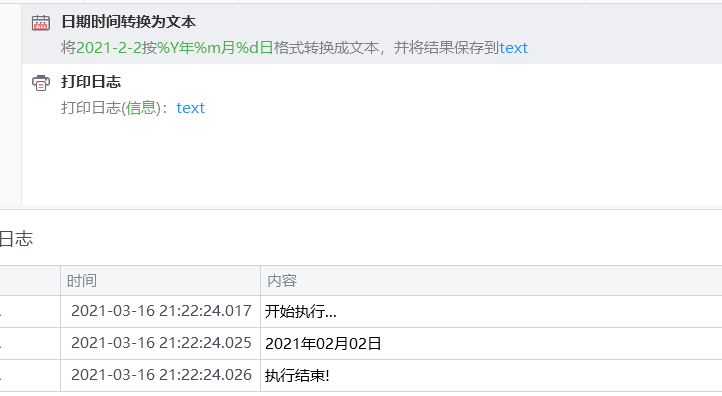 日期时间转换为文本
将2021-2-2按%Y年%m月%d日格式转换成文本，并将结果保存到text
打印日志
打印日志(信息)：text
日志
时间 内容
2021-03-16 21:22:24.017 开始执行...
2021-03-16 21:22:24.025 2021年02月02日
2021-03-16 21:22:24.026 执行结束!